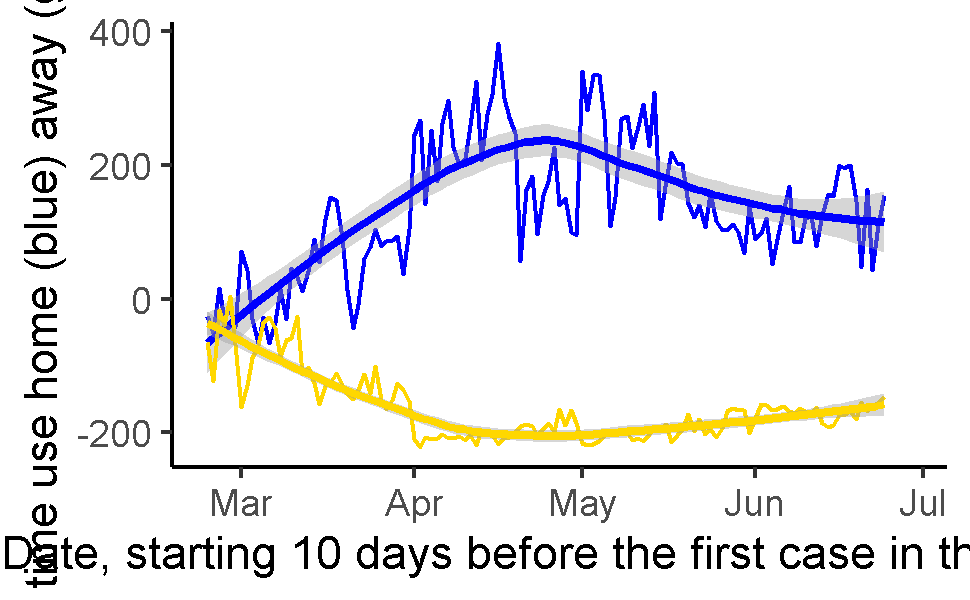 time use home (blue) away (
400
200
0
-200
Mar Apr May Jun Jul
Date, starting 10 days before the first case in th